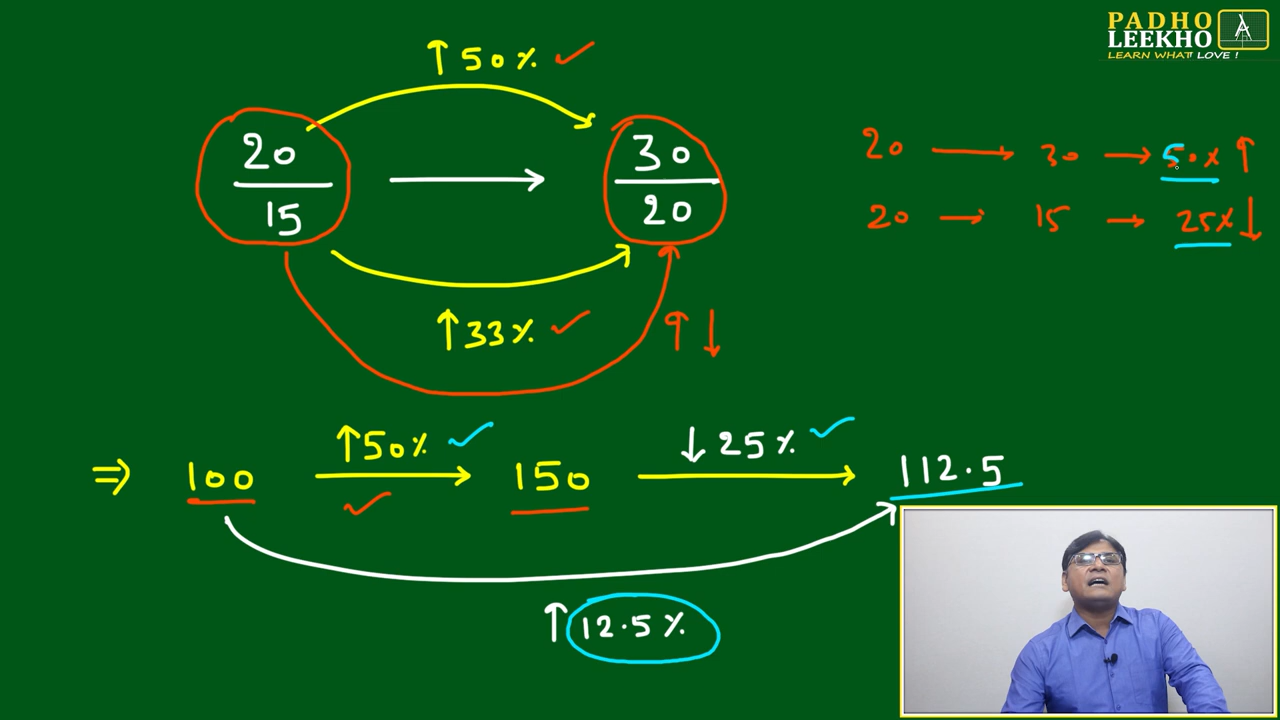 PADHO
LEEKHO
LEARN WHAT LOVE !
↑ 50%
20
15
→
30
20
↑ 33%
↑ ↓
20 → 30 → 50% ↑
20 → 15 → 25% ↓
⇒ 100 ↑50% → 150 ↓ 25% → 112.5
↑ 12.5%